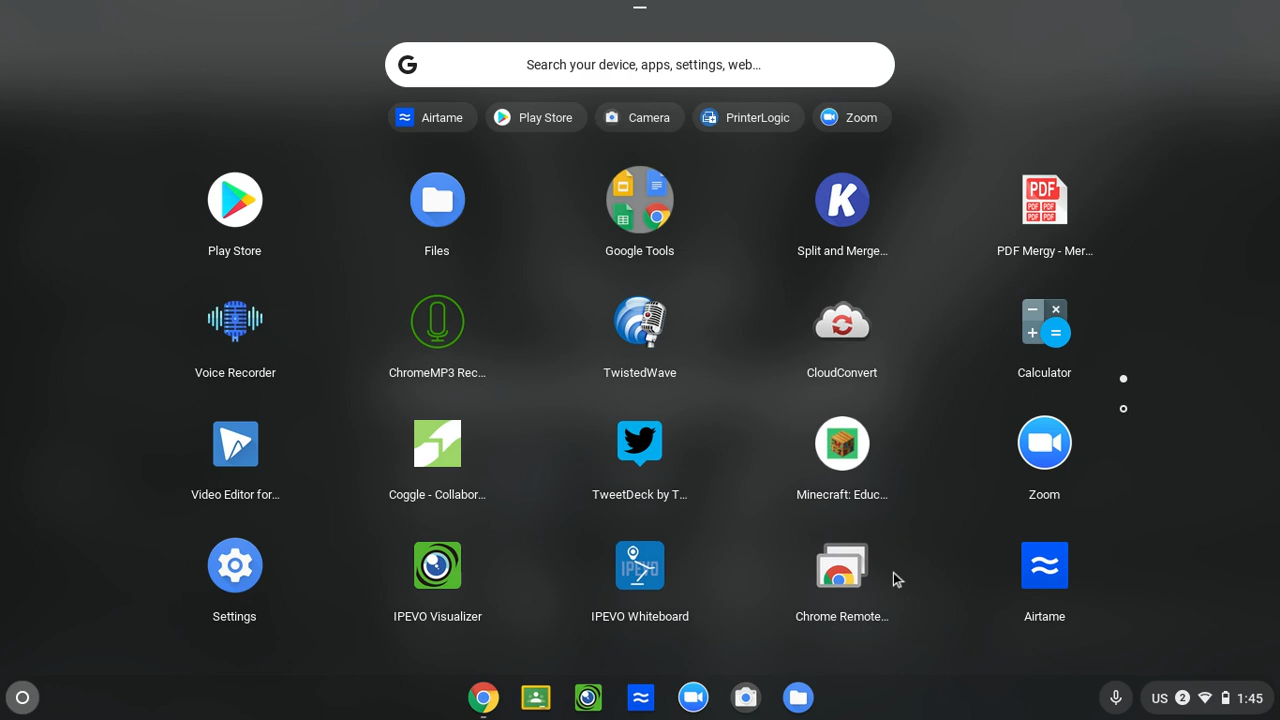 Search your device, apps, settings, web...
Airtame
Play Store
Camera
PrinterLogic
Zoom
Play Store
Files
Google Tools
Split and Merge...
PDF Mergy - Mer...
Voice Recorder
ChromeMP3 Rec...
TwistedWave
CloudConvert
Calculator
Video Editor for...
Coggle - Collabor...
TweetDeck by T...
Minecraft: Educ...
Zoom
Settings
IPEVO Visualizer
IPEVO Whiteboard
Chrome Remote...
Airtame
US 2 1:45